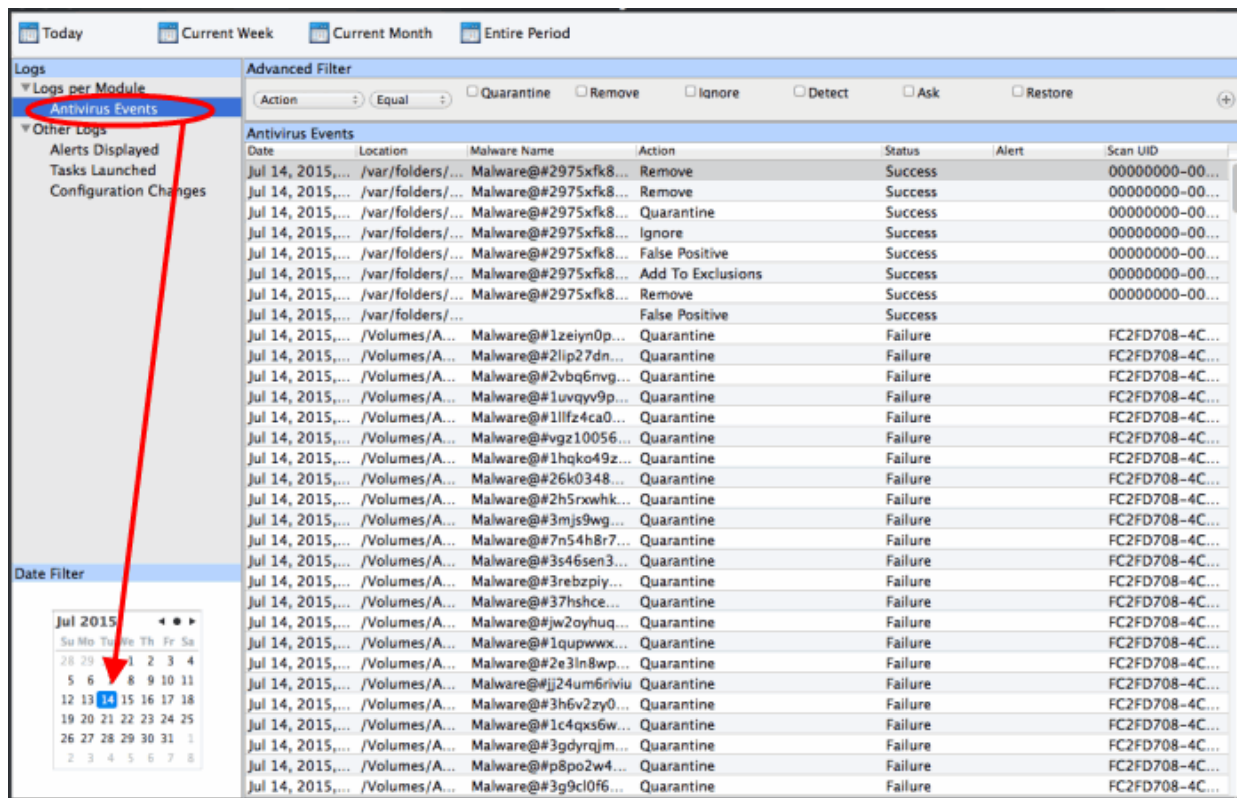 Today Current Week Current Month Entire Period
Logs
Logs per Module
Antivirus Events
Other Logs
Alerts Displayed
Tasks Launched
Configuration Changes
Advanced Filter
Action Equal Quarantine Remove Ignore Detect Ask Restore
Antivirus Events
Date Location Malware Name Action Status Alert Scan UID
Jul 14, 2015,... /var/folders/... Malware@#2975xfk8... Remove Success 00000000-00...
Jul 14, 2015,... /var/folders/... Malware@#2975xfk8... Remove Success 00000000-00...
Jul 14, 2015,... /var/folders/... Malware@#2975xfk8... Quarantine Success 00000000-00...
Jul 14, 2015,... /var/folders/... Malware@#2975xfk8... Ignore Success 00000000-00...
Jul 14, 2015,... /var/folders/... Malware@#2975xfk8... False Positive Success 00000000-00...
Jul 14, 2015,... /var/folders/... Malware@#2975xfk8... Add To Exclusions Success 00000000-00...
Jul 14, 2015,... /var/folders/... Malware@#2975xfk8... Remove Success 00000000-00...
Jul 14, 2015,... /var/folders/... False Positive Success
Jul 14, 2015,... /Volumes/A... Malware@#1zeiyn0p... Quarantine Failure FC2FD708-4C...
Jul 14, 2015,... /Volumes/A... Malware@#2lip27dn... Quarantine Failure FC2FD708-4C...
Jul 14, 2015,... /Volumes/A... Malware@#2vbq6nvg... Quarantine Failure FC2FD708-4C...
Jul 14, 2015,... /Volumes/A... Malware@#1uvqyv9p... Quarantine Failure FC2FD708-4C...
Jul 14, 2015,... /Volumes/A... Malware@#1llfz4ca0... Quarantine Failure FC2FD708-4C...
Jul 14, 2015,... /Volumes/A... Malware@#vgz10056... Quarantine Failure FC2FD708-4C...
Jul 14, 2015,... /Volumes/A... Malware@#1hqko49z... Quarantine Failure FC2FD708-4C...
Jul 14, 2015,... /Volumes/A... Malware@#26k0348... Quarantine Failure FC2FD708-4C...
Jul 14, 2015,... /Volumes/A... Malware@#2h5rxwhk... Quarantine Failure FC2FD708-4C...
Jul 14, 2015,... /Volumes/A... Malware@#3mjs9wg... Quarantine Failure FC2FD708-4C...
Jul 14, 2015,... /Volumes/A... Malware@#7n54h8r7... Quarantine Failure FC2FD708-4C...
Jul 14, 2015,... /Volumes/A... Malware@#3s46sen3... Quarantine Failure FC2FD708-4C...
Jul 14, 2015,... /Volumes/A... Malware@#3rebzpiy... Quarantine Failure FC2FD708-4C...
Jul 14, 2015,... /Volumes/A... Malware@#37hshce... Quarantine Failure FC2FD708-4C...
Jul 14, 2015,... /Volumes/A... Malware@#jw2oyhuq... Quarantine Failure FC2FD708-4C...
Jul 14, 2015,... /Volumes/A... Malware@#1qupwwx... Quarantine Failure FC2FD708-4C...
Jul 14, 2015,... /Volumes/A... Malware@#2e3ln8wp... Quarantine Failure FC2FD708-4C...
Jul 14, 2015,... /Volumes/A... Malware@#jj24um6riviu Quarantine Failure FC2FD708-4C...
Jul 14, 2015,... /Volumes/A... Malware@#3h6v2zy0... Quarantine Failure FC2FD708-4C...
Jul 14, 2015,... /Volumes/A... Malware@#1c4qxs6w... Quarantine Failure FC2FD708-4C...
Jul 14, 2015,... /Volumes/A... Malware@#3gdyrqjm... Quarantine Failure FC2FD708-4C...
Jul 14, 2015,... /Volumes/A... Malware@#p8po2w4... Quarantine Failure FC2FD708-4C...
Jul 14, 2015,... /Volumes/A... Malware@#3g9cl0f6... Quarantine Failure FC2FD708-4C...
Date Filter
Jul 2015
Su Mo Tu We Th Fr Sa
28 29 1 2 3 4
5 6 7 8 9 10 11
12 13 14 15 16 17 18
19 20 21 22 23 24 25
26 27 28 29 30 31 1
2 3 4 5 6 7 8